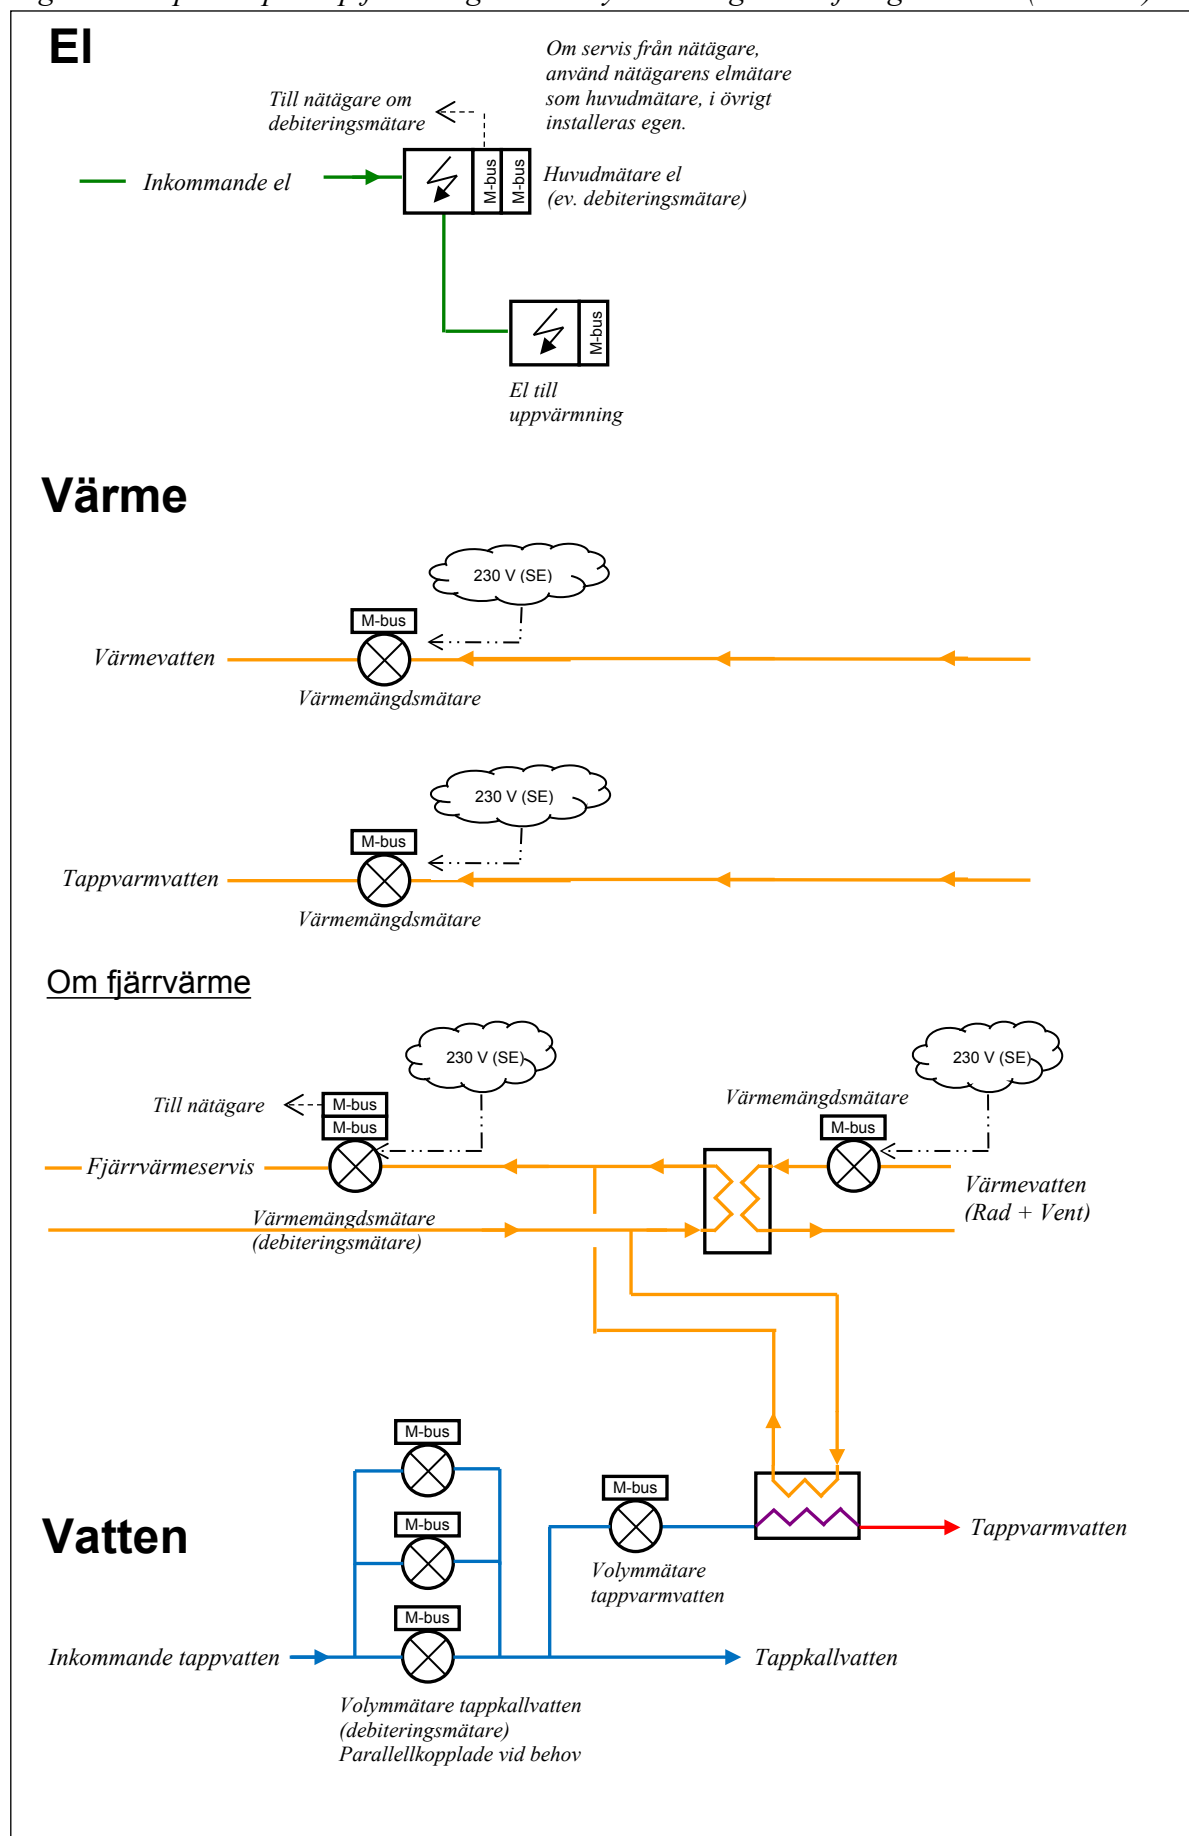 El
Om servis från nätägare,
använd nätägarens elmätare
som huvudmätare, i övrigt
installeras egen.
Till nätägare om
debiteringsmätare
Inkommande el
M-bus
M-bus
Huvudmätare el
(ev. debiteringsmätare)
M-bus
El till
uppvärmning
Värme
230 V (SE)
M-bus
Värmevatten
Värmemängdsmätare
230 V (SE)
M-bus
Tappvarmvatten
Värmemängdsmätare
Om fjärrvärme
230 V (SE)
230 V (SE)
Till nätägare
M-bus
M-bus
Värmemängdsmätare
M-bus
Fjärrvärmeservis
Värmevatten
(Rad + Vent)
Värmemängdsmätare
(debiteringsmätare)
M-bus
M-bus
M-bus
Vatten
Tappvarmvatten
Volymmätare
tappvarmvatten
M-bus
Inkommande tappvatten
Tappkallvatten
Volymmätare tappkallvatten
(debiteringsmätare)
Parallellkopplade vid behov